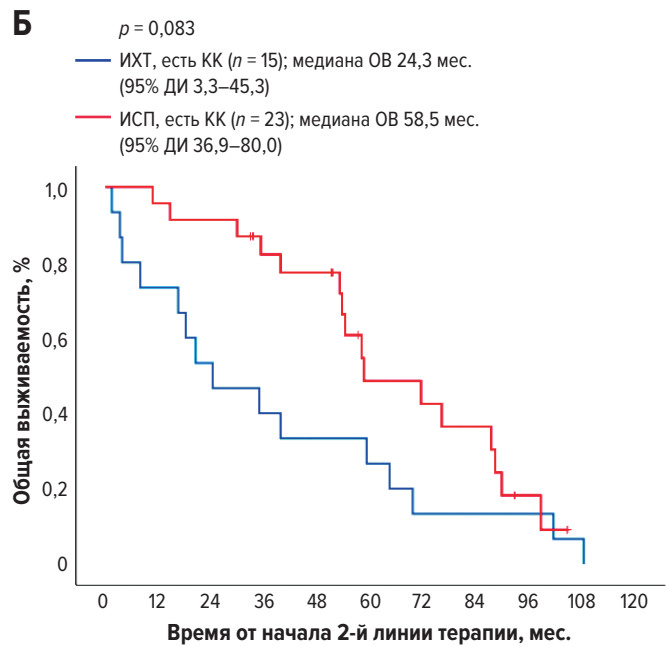 Б
p = 0,083
ИХТ, есть КК (n = 15); медиана ОВ 24,3 мес.
(95% ДИ 3,3–45,3)
ИСП, есть КК (n = 23); медиана ОВ 58,5 мес.
(95% ДИ 36,9–80,0)
Общая выживаемость, %
1,0
0,8
0,6
0,4
0,2
0
0 12 24 36 48 60 72 84 96 108 120
Время от начала 2-й линии терапии, мес.